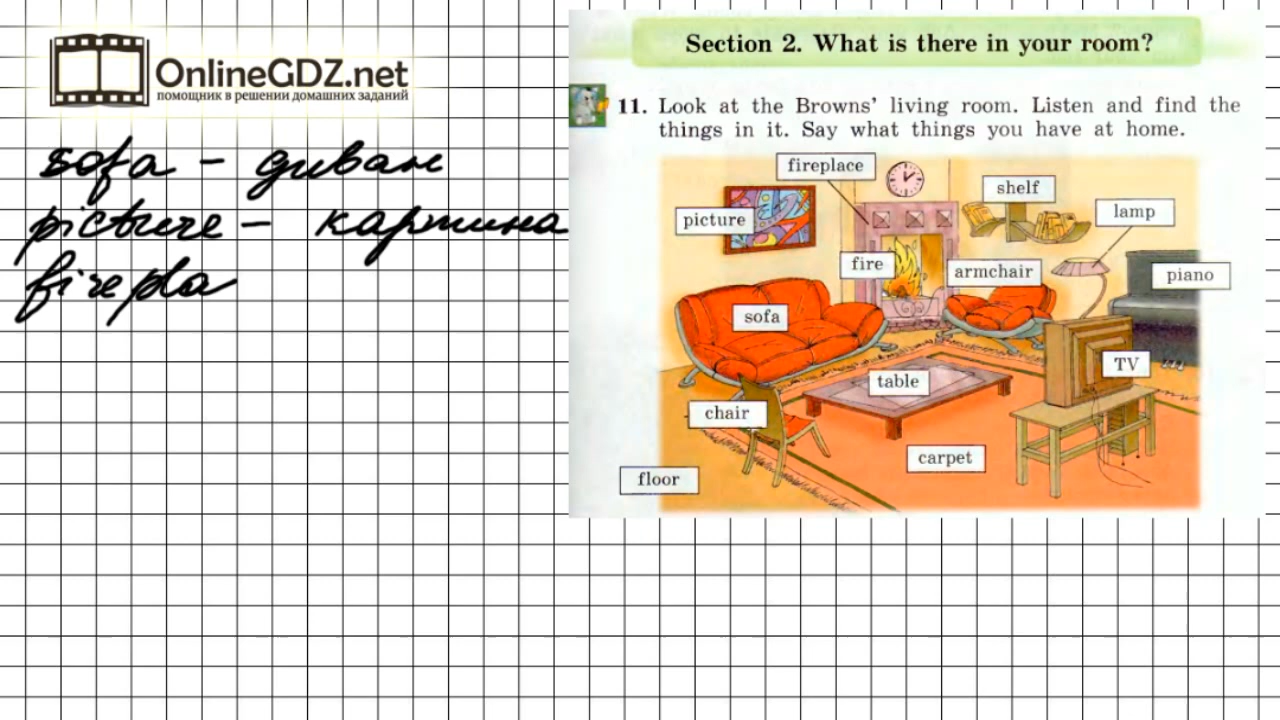 OnlineGDZ.net
помощник в решении домашних заданий
sofa – диван
picture – картина
firepla
Section 2. What is there in your room?
11. Look at the Browns’ living room. Listen and find the
things in it. Say what things you have at home.
fireplace
shelf
picture
lamp
fire
armchair
piano
sofa
TV
table
chair
carpet
floor